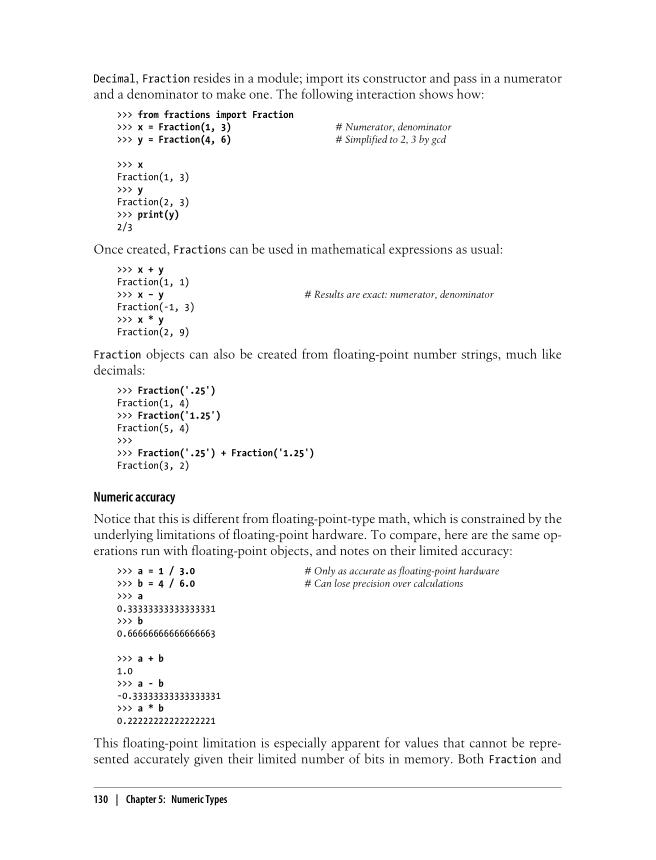 Decimal, Fraction resides in a module; import its constructor and pass in a numerator
and a denominator to make one. The following interaction shows how:
>>> from fractions import Fraction
>>> x = Fraction(1, 3) # Numerator, denominator
>>> y = Fraction(4, 6) # Simplified to 2, 3 by gcd
>>> x
Fraction(1, 3)
>>> y
Fraction(2, 3)
>>> print(y)
2/3
Once created, Fractions can be used in mathematical expressions as usual:
>>> x + y
Fraction(1, 1)
>>> x - y # Results are exact: numerator, denominator
Fraction(-1, 3)
>>> x * y
Fraction(2, 9)
Fraction objects can also be created from floating-point number strings, much like
decimals:
>>> Fraction('.25')
Fraction(1, 4)
>>> Fraction('1.25')
Fraction(5, 4)
>>>
>>> Fraction('.25') + Fraction('1.25')
Fraction(3, 2)
Numeric accuracy
Notice that this is different from floating-point-type math, which is constrained by the
underlying limitations of floating-point hardware. To compare, here are the same op-
erations run with floating-point objects, and notes on their limited accuracy:
>>> a = 1 / 3.0 # Only as accurate as floating-point hardware
>>> b = 4 / 6.0 # Can lose precision over calculations
>>> a
0.33333333333333331
>>> b
0.66666666666666663
>>> a + b
1.0
>>> a - b
-0.33333333333333331
>>> a * b
0.22222222222222221
This floating-point limitation is especially apparent for values that cannot be repre-
sented accurately given their limited number of bits in memory. Both Fraction and
130 | Chapter 5: Numeric Types